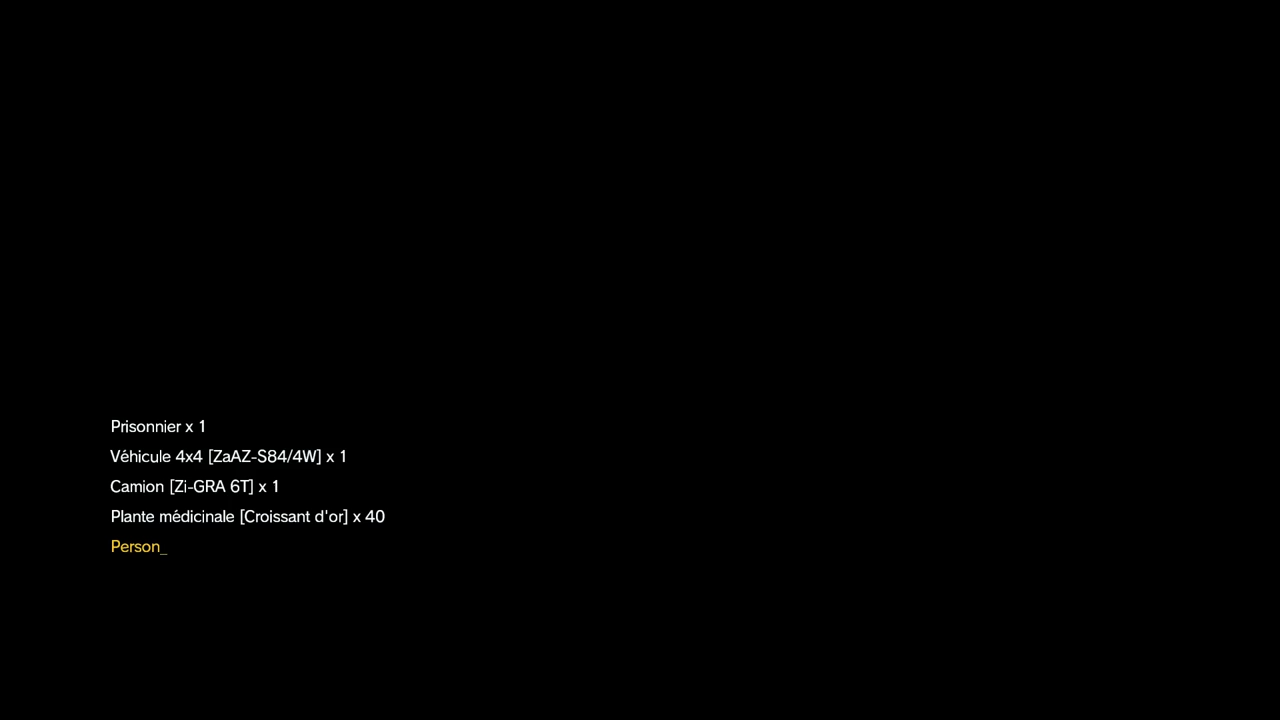 Prisonnier x 1
Véhicule 4x4 [ZaAZ-S84/4W] x 1
Camion [Zi-GRA 6T] x 1
Plante médicinale [Croissant d'or] x 40
Person_